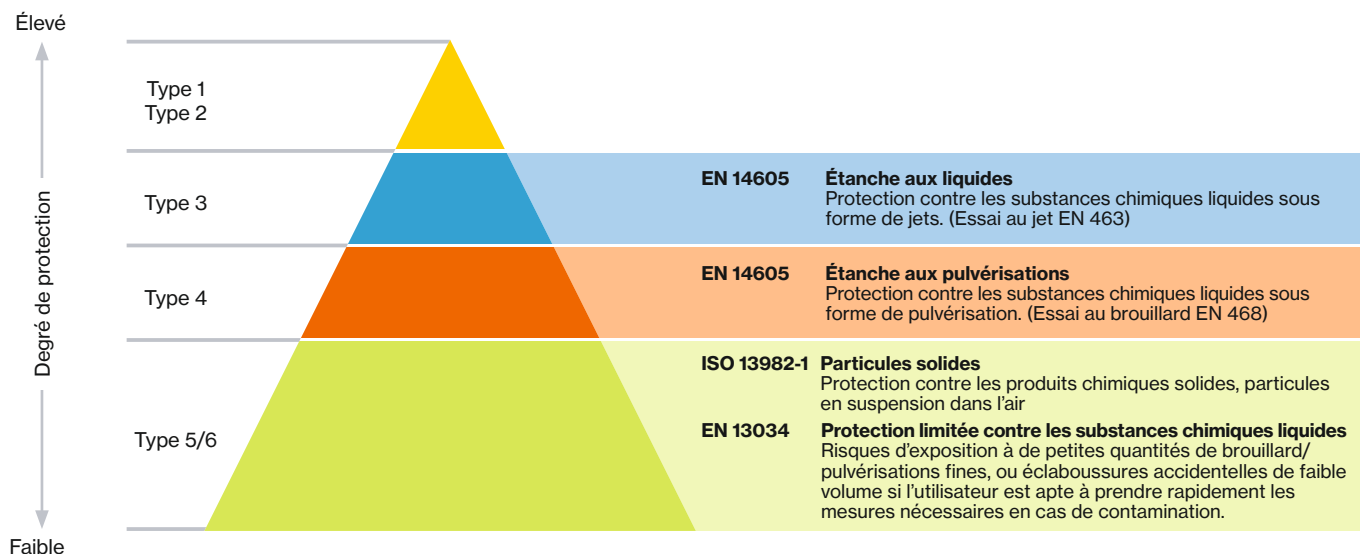 Élevé
Degré de protection
Faible
Type 1
Type 2
Type 3
EN 14605 Étanche aux liquides
Protection contre les substances chimiques liquides sous
forme de jets. (Essai au jet EN 463)
Type 4
EN 14605 Étanche aux pulvérisations
Protection contre les substances chimiques liquides sous
forme de pulvérisation. (Essai au brouillard EN 468)
Type 5/6
ISO 13982-1 Particules solides
Protection contre les produits chimiques solides, particules
en suspension dans l'air
EN 13034 Protection limitée contre les substances chimiques liquides
Risques d'exposition à de petites quantités de brouillard/
pulvérisations fines, ou éclaboussures accidentelles de faible
volume si l'utilisateur est apte à prendre rapidement les
mesures nécessaires en cas de contamination.